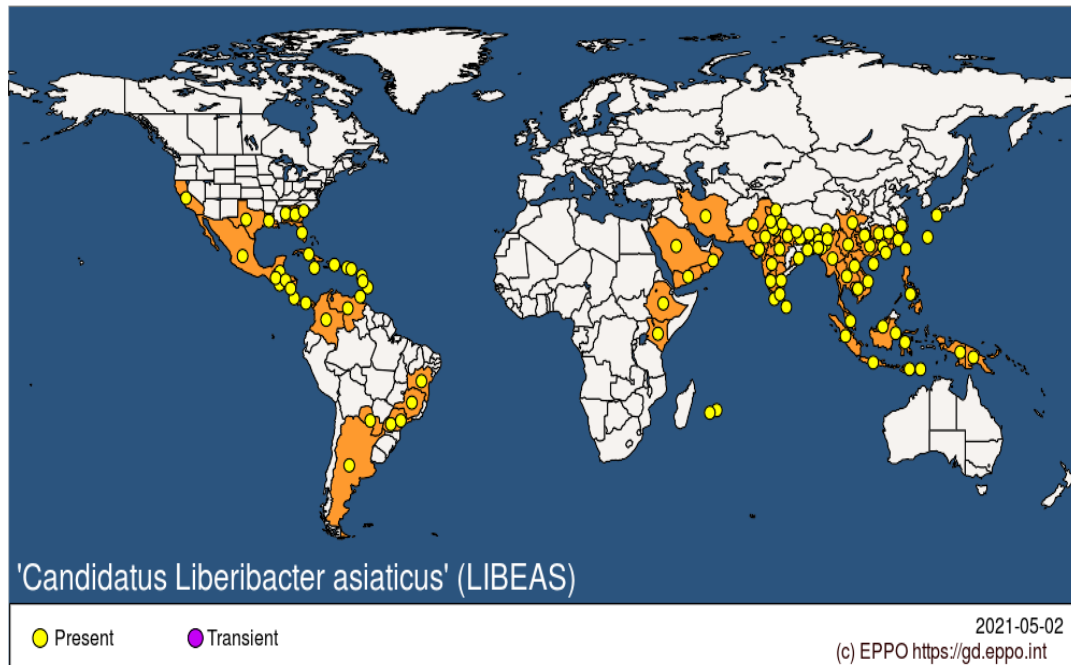 'Candidatus Liberibacter asiaticus' (LIBEAS)
Present
Transient
2021-05-02
(c) EPPO https://gd.eppo.int